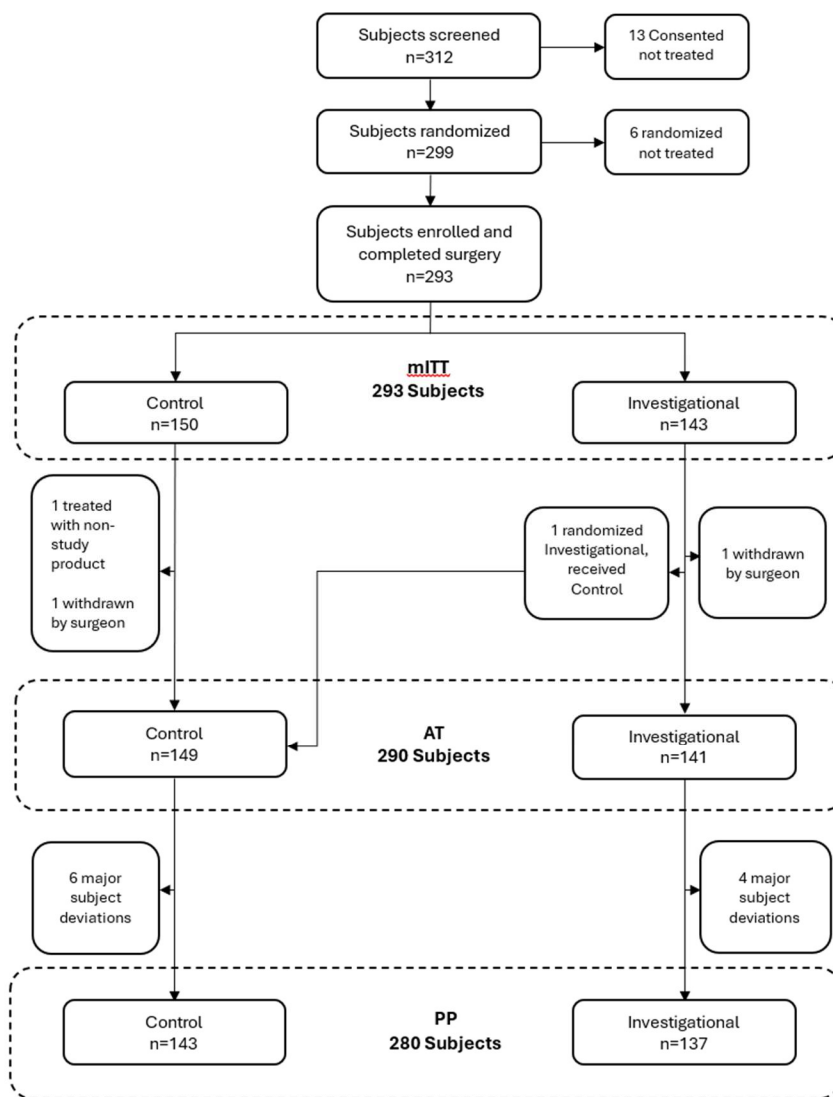 Subjects screened
n=312
13 Consented
not treated
Subjects randomized
n=299
6 randomized
not treated
Subjects enrolled and
completed surgery
n=293
mITT
293 Subjects
Control
n=150
Investigational
n=143
1 treated
with non-
study
product
1 withdrawn
by surgeon
1 randomized
Investigational,
received
Control
1 withdrawn
by surgeon
AT
290 Subjects
Control
n=149
Investigational
n=141
6 major
subject
deviations
4 major
subject
deviations
PP
280 Subjects
Control
n=143
Investigational
n=137